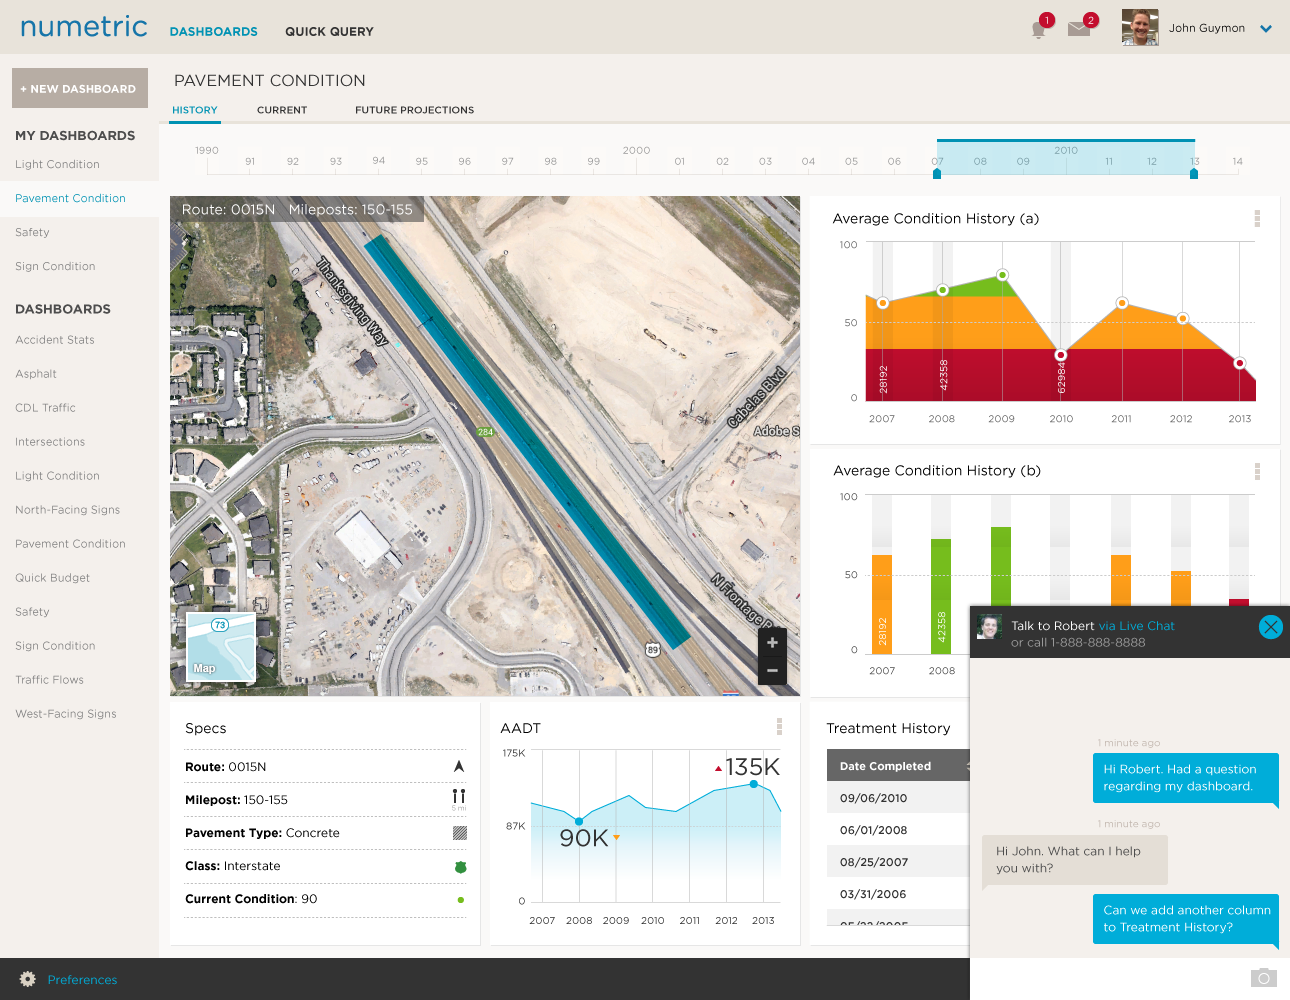 numetric
DASHBOARDS
QUICK QUERY
1
2
John Guymon
+ NEW DASHBOARD
MY DASHBOARDS
Light Condition
Pavement Condition
Safety
Sign Condition
DASHBOARDS
Accident Stats
Asphalt
CDL Traffic
Intersections
Light Condition
North-Facing Signs
Pavement Condition
Quick Budget
Safety
Sign Condition
Traffic Flows
West-Facing Signs
PAVEMENT CONDITION
HISTORY
CURRENT
FUTURE PROJECTIONS
1990 91 92 93 94 95 96 97 98 99 2000 01 02 03 04 05 06 07 08 09 2010 11 12 13 14
Route: 0015N Mileposts: 150-155
Thanksgiving Way
Cabelas Blvd
Adobe S
284
N Frontage R
89
73
Map
+
−
Average Condition History (a)
100
50
0
28192
42358
62984
2007 2008 2009 2010 2011 2012 2013
Average Condition History (b)
100
50
0
28192
42358
2007 2008
Specs
Route: 0015N
Milepost: 150-155
5 mi
Pavement Type: Concrete
Class: Interstate
Current Condition: 90
AADT
175K
87K
0
135K
90K
2007 2008 2009 2010 2011 2012 2013
Treatment History
Date Completed
09/06/2010
06/01/2008
08/25/2007
03/31/2006
Talk to Robert via Live Chat
or call 1-888-888-8888
1 minute ago
Hi Robert. Had a question
regarding my dashboard.
1 minute ago
Hi John. What can I help
you with?
Can we add another column
to Treatment History?
Preferences